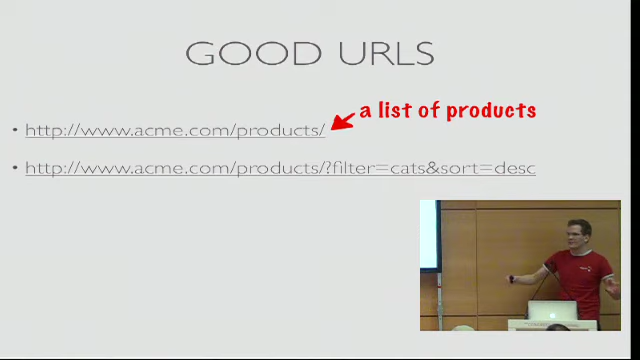 GOOD URLS
a list of products
• http://www.acme.com/products/
• http://www.acme.com/products/?filter=cats&sort=desc